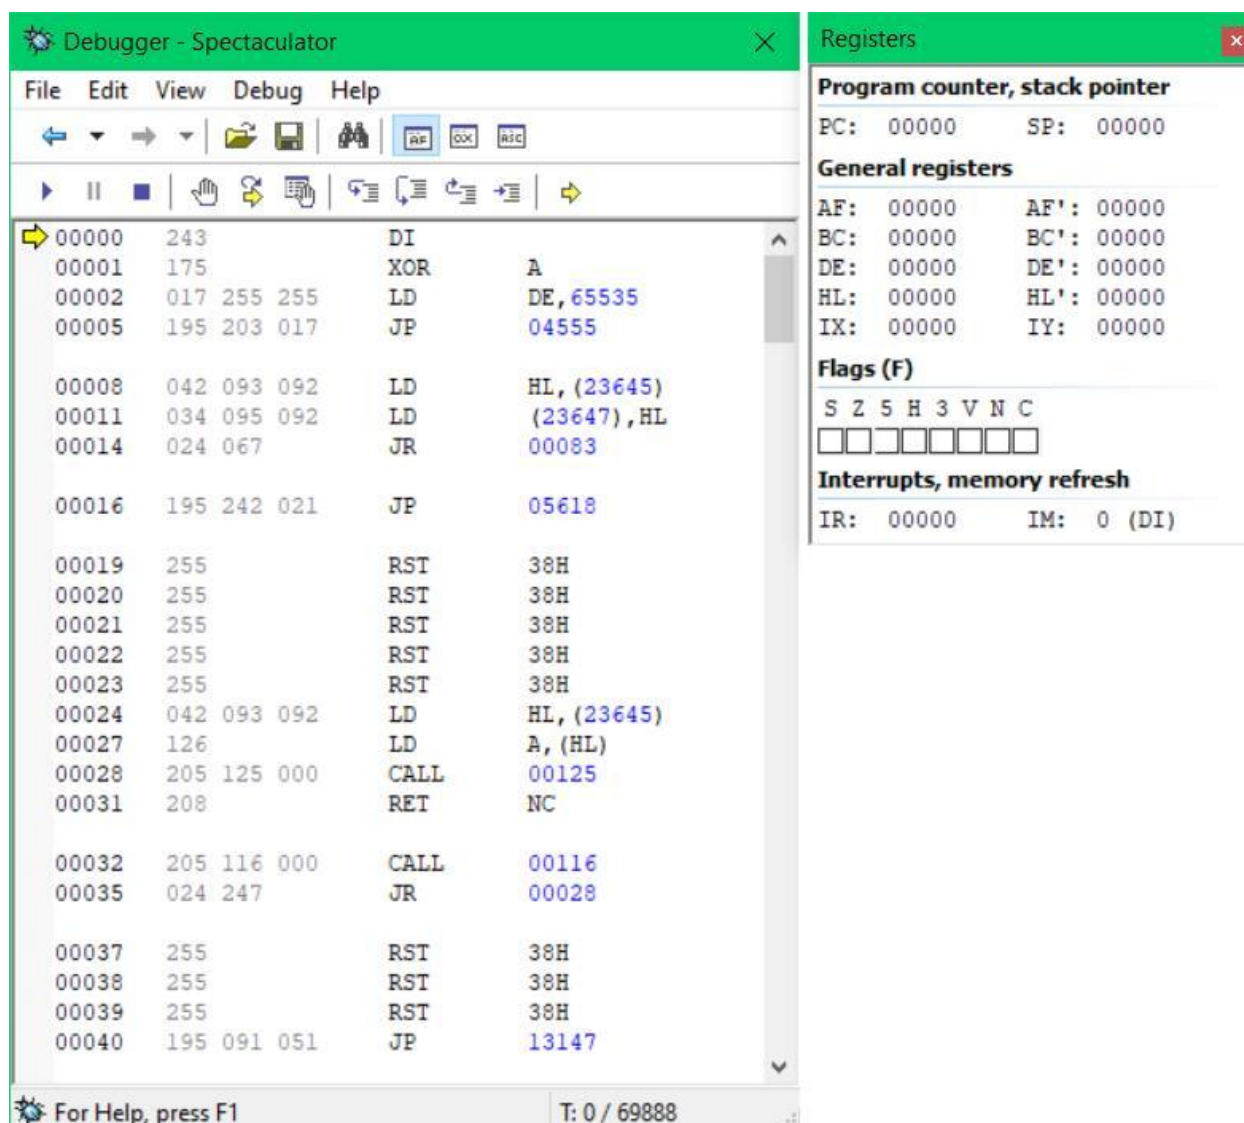 Debugger - Spectaculator
File Edit View Debug Help
00000 243 DI
00001 175 XOR A
00002 017 255 255 LD DE,65535
00005 195 203 017 JP 04555
00008 042 093 092 LD HL,(23645)
00011 034 095 092 LD (23647),HL
00014 024 067 JR 00083
00016 195 242 021 JP 05618
00019 255 RST 38H
00020 255 RST 38H
00021 255 RST 38H
00022 255 RST 38H
00023 255 RST 38H
00024 042 093 092 LD HL,(23645)
00027 126 LD A,(HL)
00028 205 125 000 CALL 00125
00031 208 RET NC
00032 205 116 000 CALL 00116
00035 024 247 JR 00028
00037 255 RST 38H
00038 255 RST 38H
00039 255 RST 38H
00040 195 091 051 JP 13147
For Help, press F1 T: 0 / 69888
Registers
Program counter, stack pointer
PC: 00000 SP: 00000
General registers
AF: 00000 AF': 00000
BC: 00000 BC': 00000
DE: 00000 DE': 00000
HL: 00000 HL': 00000
IX: 00000 IY: 00000
Flags (F)
S Z 5 H 3 V N C
Interrupts, memory refresh
IR: 00000 IM: 0 (DI)